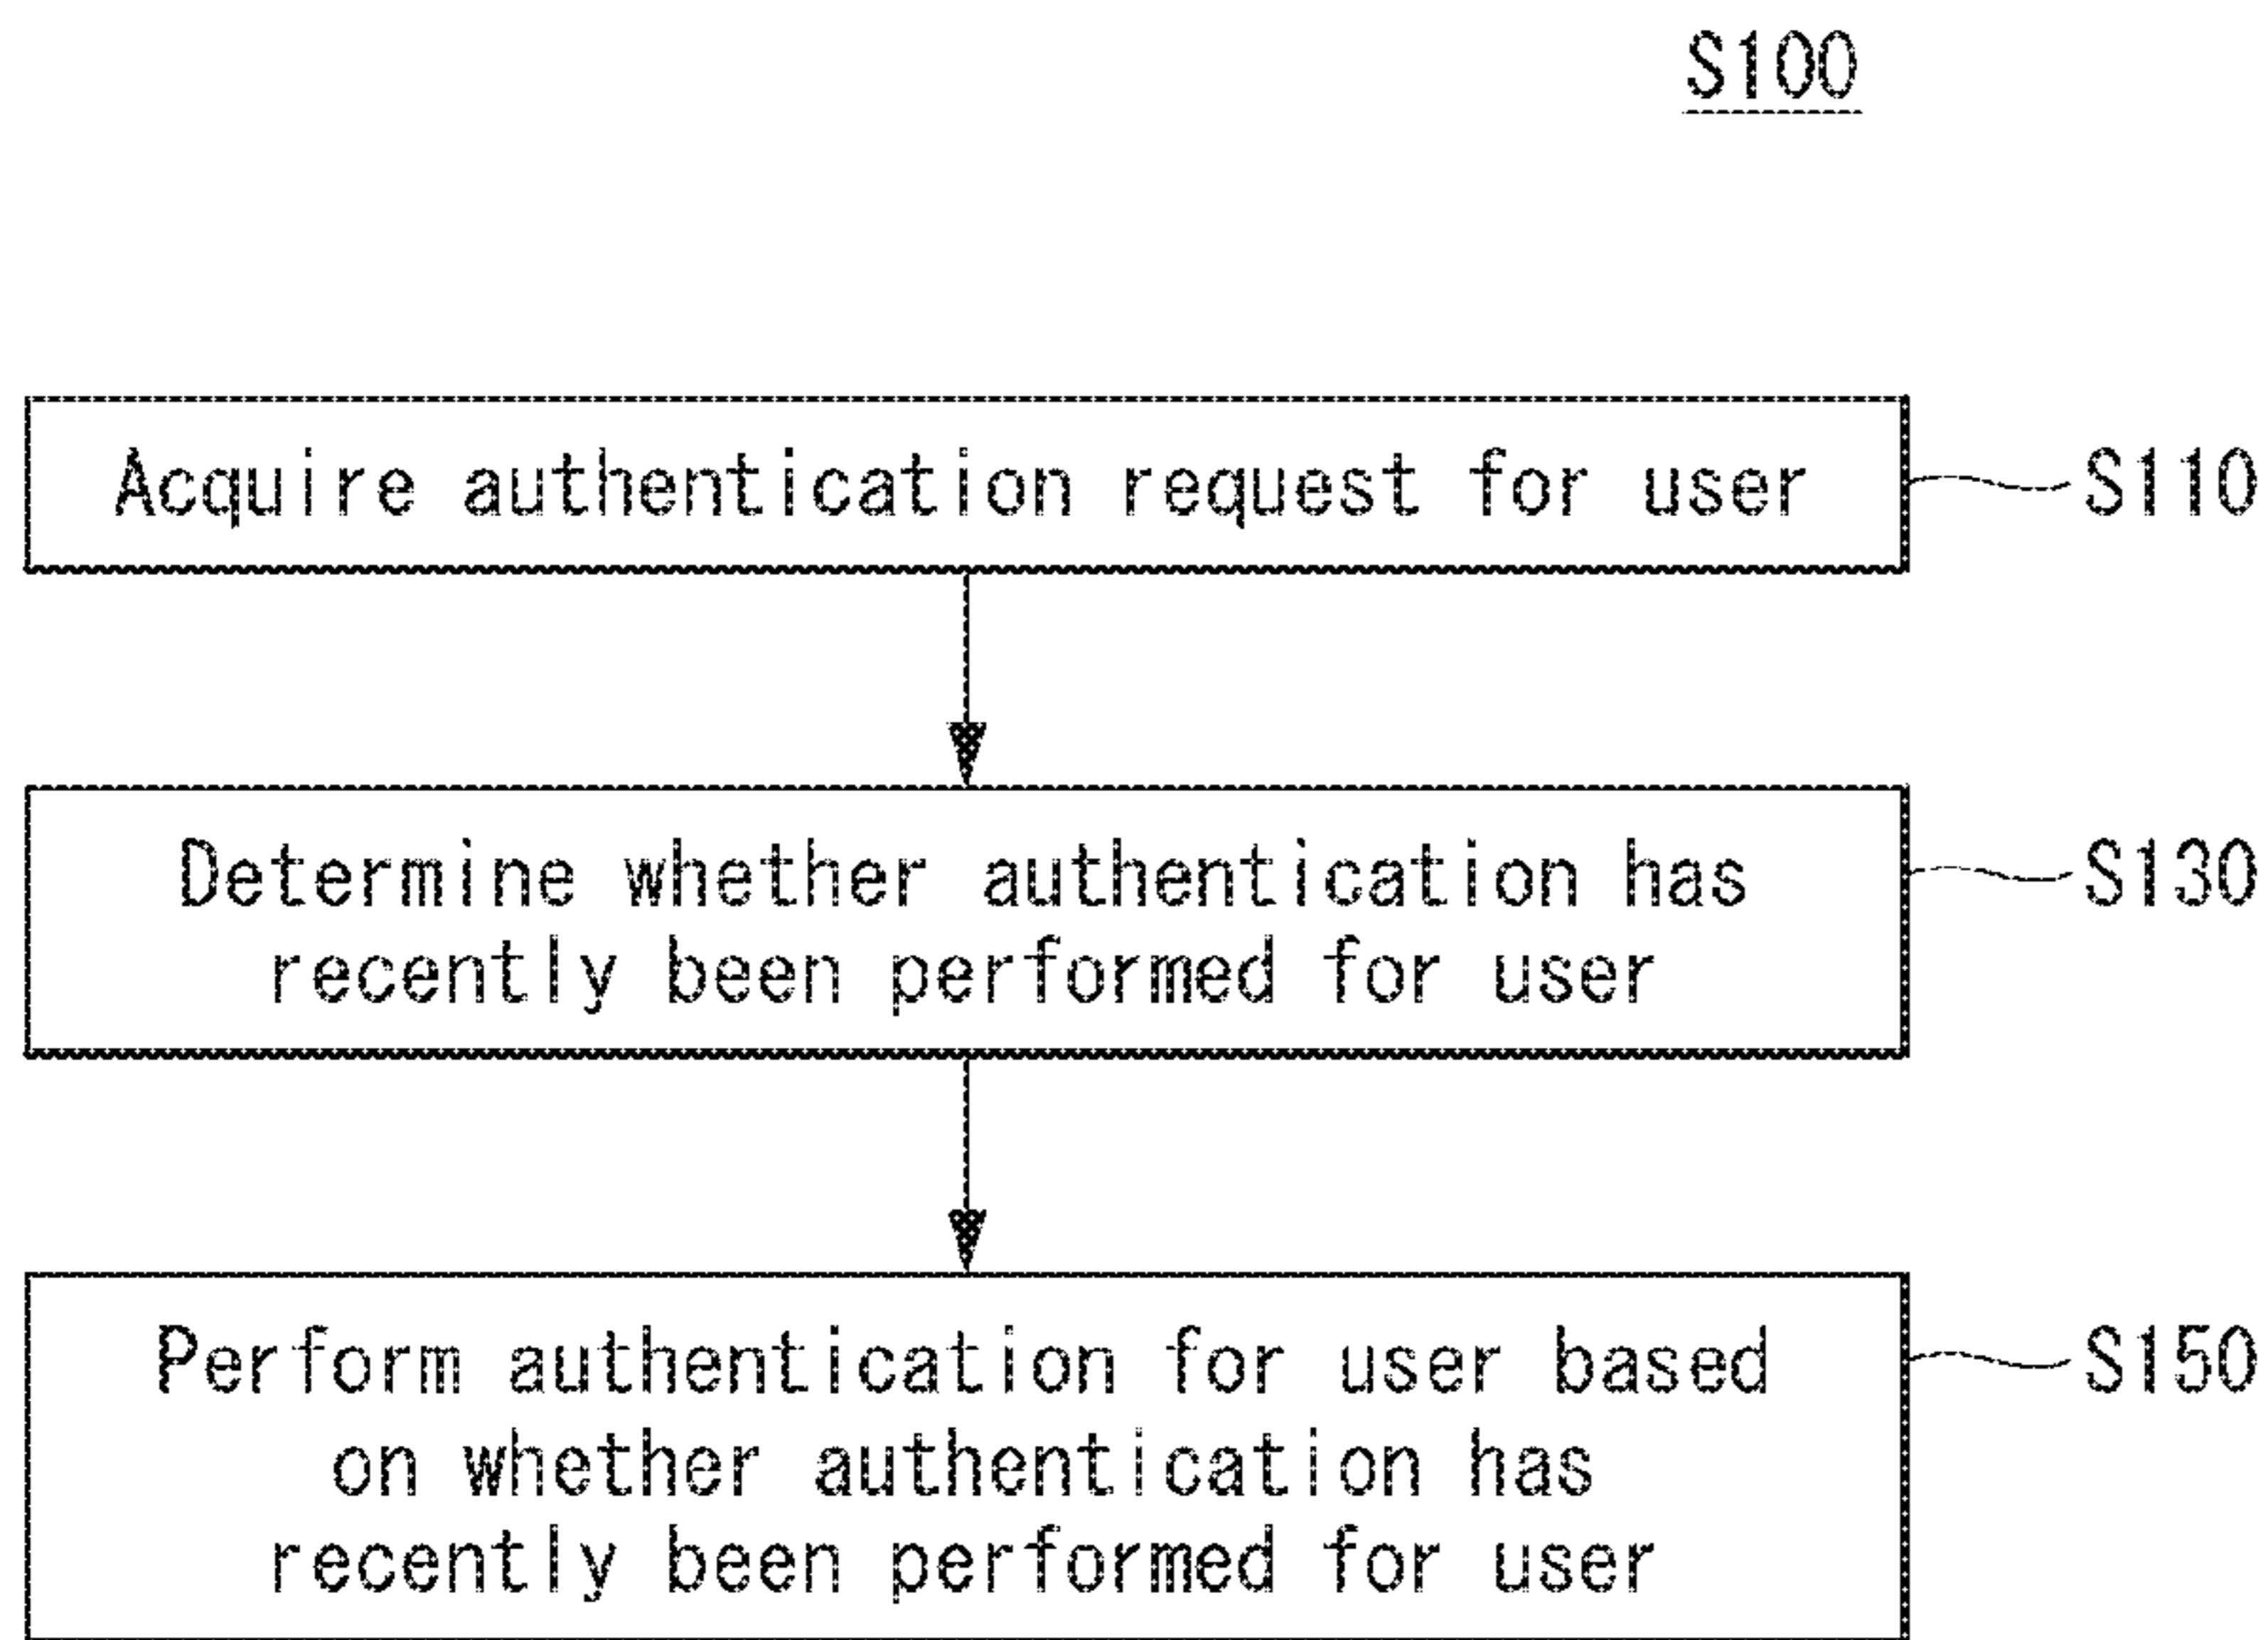 S100
Acquire authentication request for user
S110
Determine whether authentication has
recently been performed for user
S130
Perform authentication for user based
on whether authentication has
recently been performed for user
S150